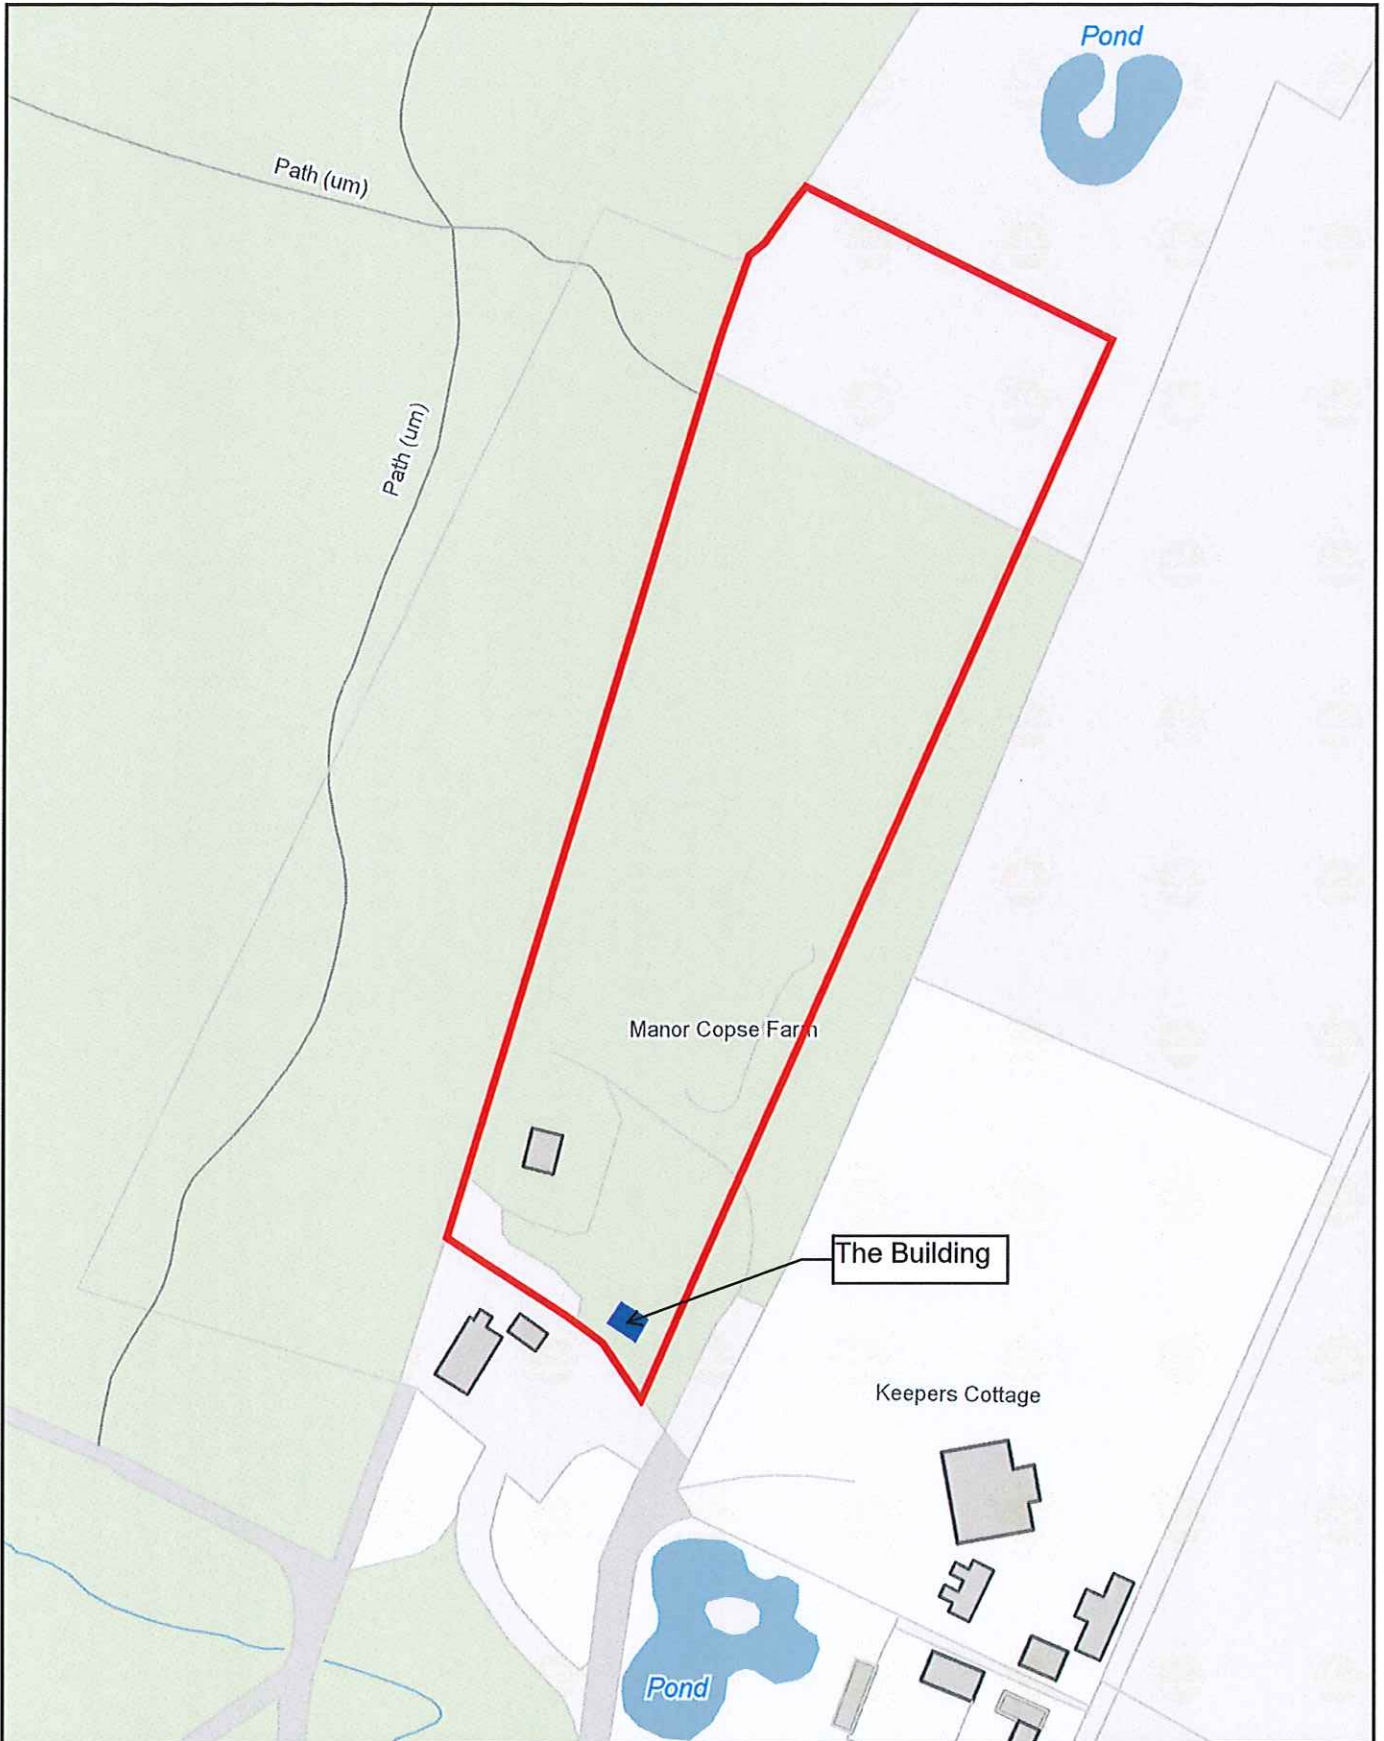 Pond
Path (um)
Path (um)
Manor Copse Farm
The Building
Keepers Cottage
Pond